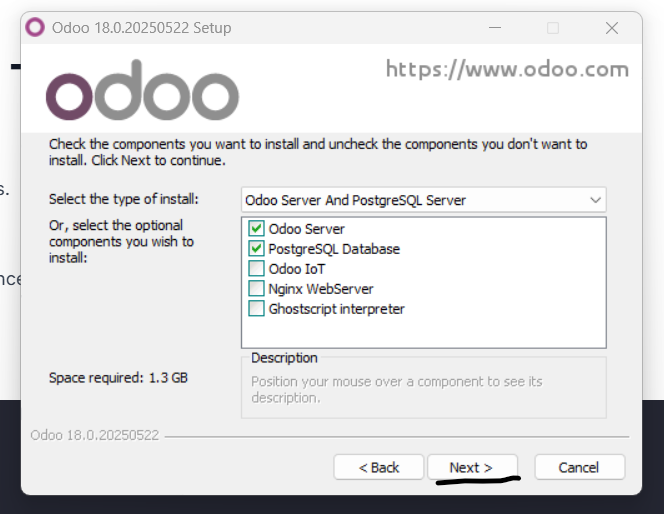 Odoo 18.0.20250522 Setup
odoo
https://www.odoo.com
Check the components you want to install and uncheck the components you don't want to
install. Click Next to continue.
s.
Select the type of install:
Odoo Server And PostgreSQL Server
Or, select the optional
components you wish to
install:
Odoo Server
PostgreSQL Database
Odoo IoT
nce
Nginx WebServer
Ghostscript interpreter
Space required: 1.3 GB
Description
Position your mouse over a component to see its
description.
Odoo 18.0.20250522
< Back
Next >
Cancel